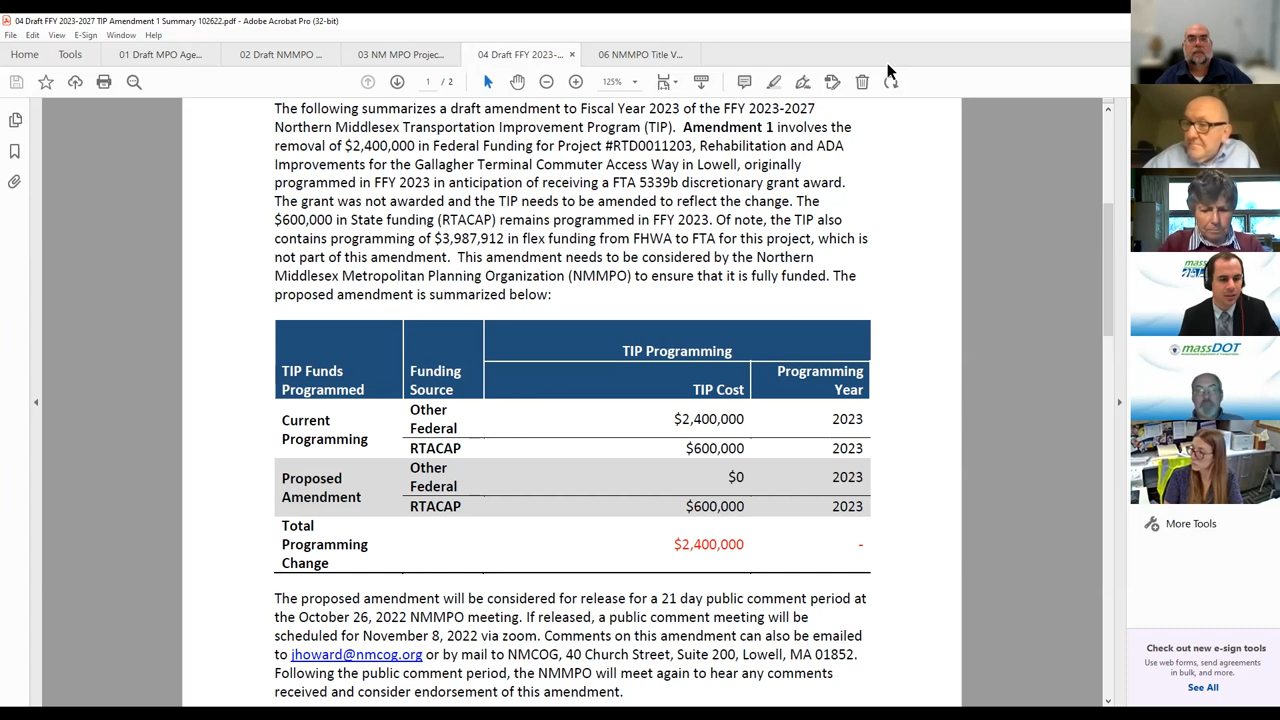 04 Draft FFY 2023-2027 TIP Amendment 1 Summary 102622.pdf - Adobe Acrobat Pro (32-bit)
File Edit View E-Sign Window Help
Home Tools 01 Draft MPO Age... 02 Draft NMMPO ... 03 NM MPO Projec... 04 Draft FFY 2023-... × 06 NMMPO Title V...
1 / 2 125%
The following summarizes a draft amendment to Fiscal Year 2023 of the FFY 2023-2027
Northern Middlesex Transportation Improvement Program (TIP). Amendment 1 involves the
removal of $2,400,000 in Federal Funding for Project #RTD0011203, Rehabilitation and ADA
Improvements for the Gallagher Terminal Commuter Access Way in Lowell, originally
programmed in FFY 2023 in anticipation of receiving a FTA 5339b discretionary grant award.
The grant was not awarded and the TIP needs to be amended to reflect the change. The
$600,000 in State funding (RTACAP) remains programmed in FFY 2023. Of note, the TIP also
contains programming of $3,987,912 in flex funding from FHWA to FTA for this project, which is
not part of this amendment. This amendment needs to be considered by the Northern
Middlesex Metropolitan Planning Organization (NMMPO) to ensure that it is fully funded. The
proposed amendment is summarized below:
TIP Programming
TIP Funds
Programmed
Funding
Source
TIP Cost
Programming
Year
Current
Programming
Other
Federal
$2,400,000
2023
RTACAP
$600,000
2023
Proposed
Amendment
Other
Federal
$0
2023
RTACAP
$600,000
2023
Total
Programming
Change
$2,400,000
-
The proposed amendment will be considered for release for a 21 day public comment period at
the October 26, 2022 NMMPO meeting. If released, a public comment meeting will be
scheduled for November 8, 2022 via zoom. Comments on this amendment can also be emailed
to jhoward@nmcog.org or by mail to NMCOG, 40 Church Street, Suite 200, Lowell, MA 01852.
Following the public comment period, the NMMPO will meet again to hear any comments
received and consider endorsement of this amendment.
massDOT
More Tools
Check out new e-sign tools
Use web forms, send agreements
in bulk, and more.
See All